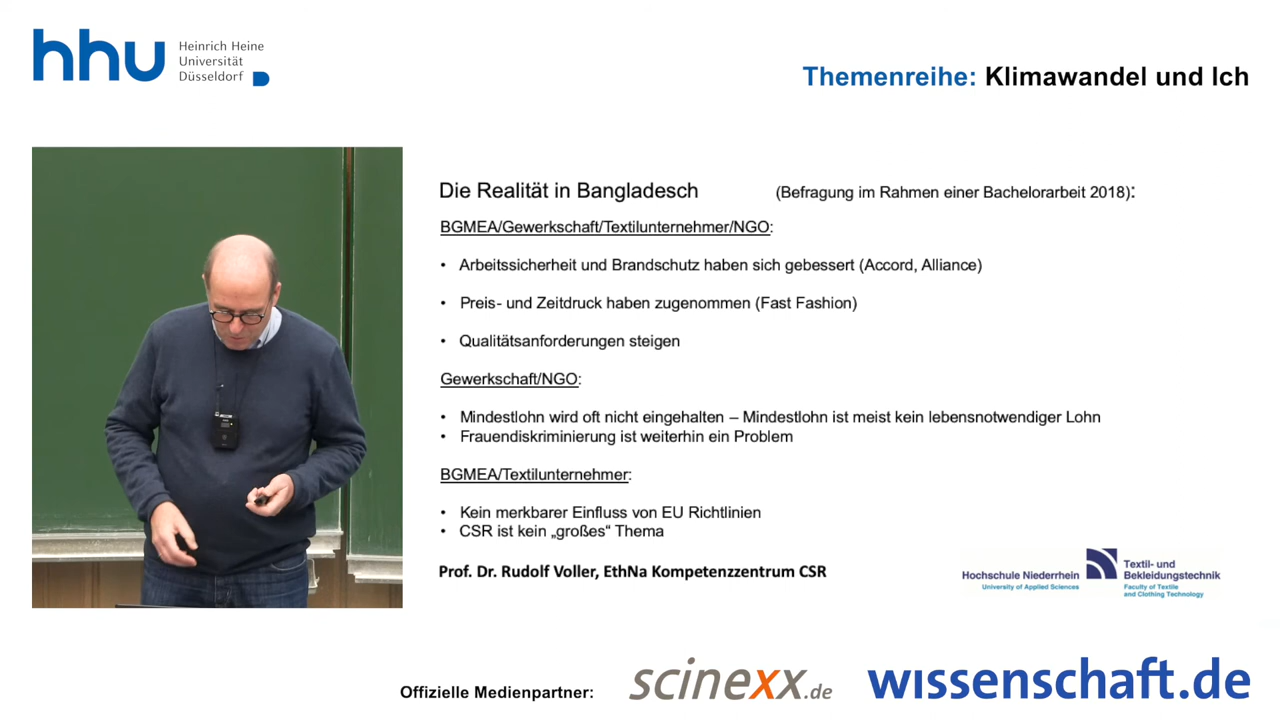 hhu Heinrich Heine
Universität
Düsseldorf
Themenreihe: Klimawandel und Ich
Die Realität in Bangladesch (Befragung im Rahmen einer Bachelorarbeit 2018):
BGMEA/Gewerkschaft/Textilunternehmer/NGO:
• Arbeitssicherheit und Brandschutz haben sich gebessert (Accord, Alliance)
• Preis- und Zeitdruck haben zugenommen (Fast Fashion)
• Qualitätsanforderungen steigen
Gewerkschaft/NGO:
• Mindestlohn wird oft nicht eingehalten – Mindestlohn ist meist kein lebensnotwendiger Lohn
• Frauendiskriminierung ist weiterhin ein Problem
BGMEA/Textilunternehmer:
• Kein merkbarer Einfluss von EU Richtlinien
• CSR ist kein „großes“ Thema
Prof. Dr. Rudolf Voller, EthNa Kompetenzzentrum CSR
Hochschule Niederrhein
University of Applied Sciences
Textil- und
Bekleidungstechnik
Faculty of Textile
and Clothing Technology
Offizielle Medienpartner: scinexx.de wissenschaft.de